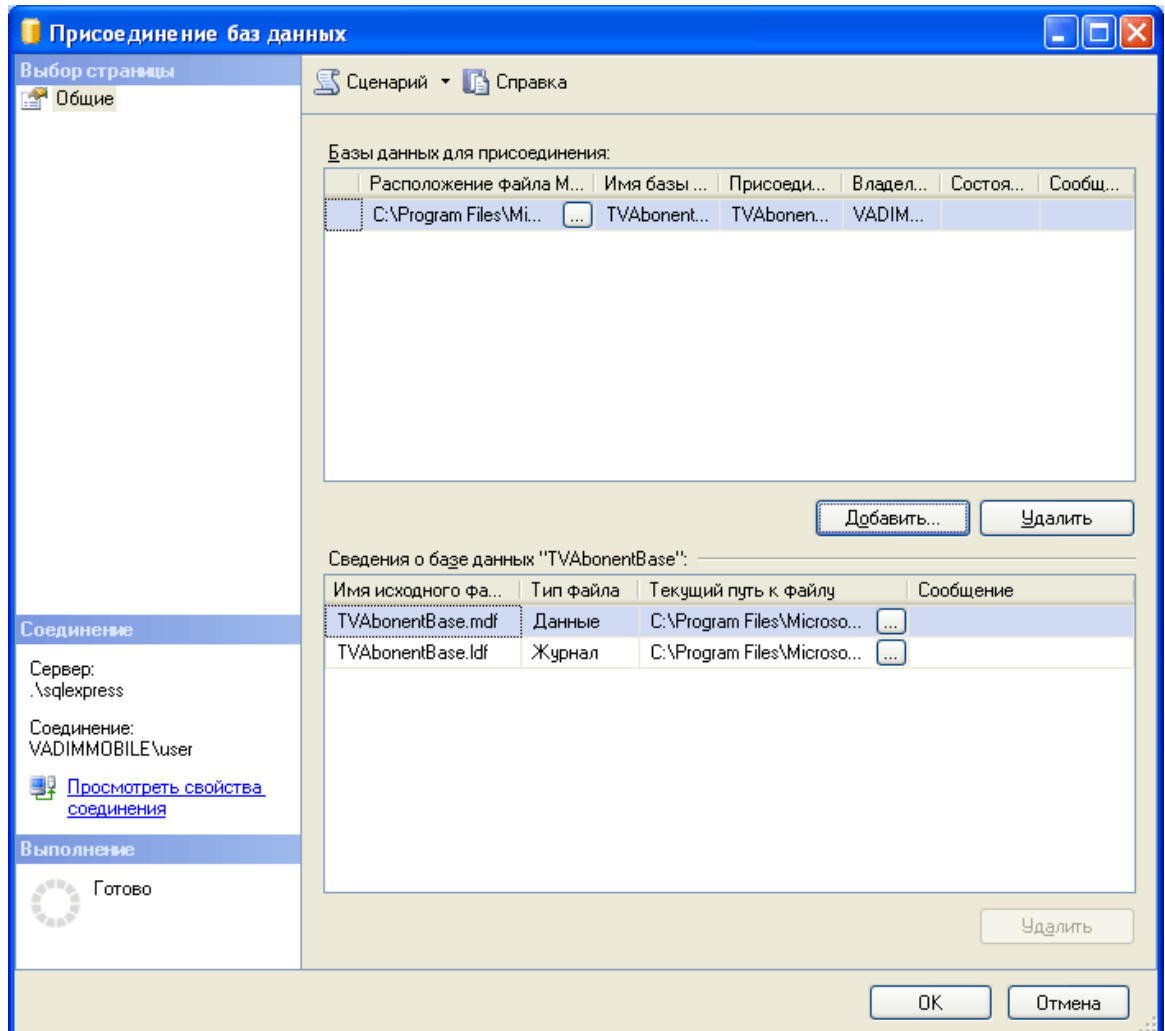 Присоединение баз данных
Выбор страницы
Общие
Сценарий
Справка
Базы данных для присоединения:
Расположение файла М... Имя базы ... Присоеди... Владел... Состоя... Сообщ...
C:\Program Files\Mi... ... TVAbonent... TVAbonen... VADIM...
Добавить... Удалить
Сведения о базе данных "TVAbonentBase":
Имя исходного фа... Тип файла Текущий путь к файлу Сообщение
TVAbonentBase.mdf Данные C:\Program Files\Microso... ...
TVAbonentBase.ldf Журнал C:\Program Files\Microso... ...
Удалить
Соединение
Сервер:
.\sqlexpress
Соединение:
VADIMMOBILE\user
Просмотреть свойства
соединения
Выполнение
Готово
OK Отмена